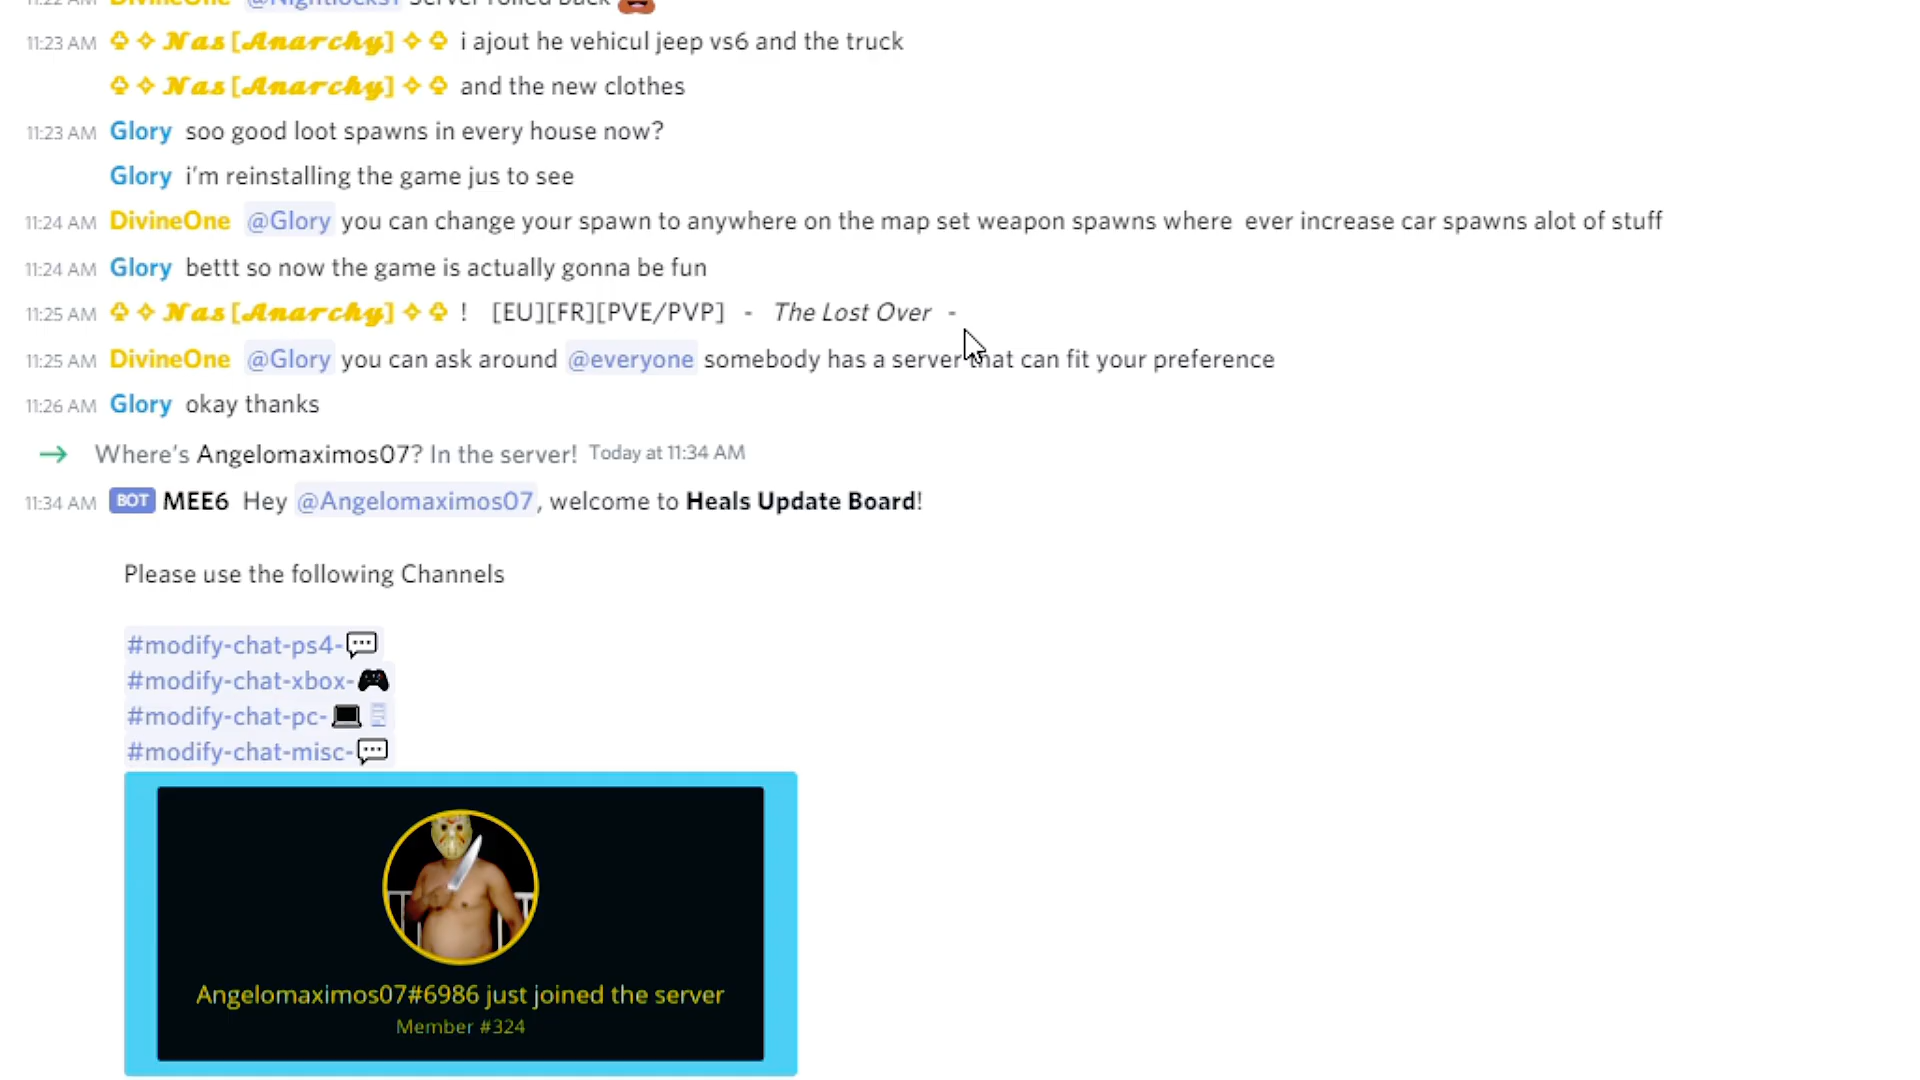 11:22 AM DivineOne @Nightlocks1 Server rolled back
11:23 AM ♧ ✧ 𝓝𝓪𝓼 [𝓐𝓷𝓪𝓻𝓬𝓱𝔂] ✧ ♧ i ajout he vehicul jeep vs6 and the truck
♧ ✧ 𝓝𝓪𝓼 [𝓐𝓷𝓪𝓻𝓬𝓱𝔂] ✧ ♧ and the new clothes
11:23 AM Glory soo good loot spawns in every house now?
Glory i'm reinstalling the game jus to see
11:24 AM DivineOne @Glory you can change your spawn to anywhere on the map set weapon spawns where ever increase car spawns alot of stuff
11:24 AM Glory bettt so now the game is actually gonna be fun
11:25 AM ♧ ✧ 𝓝𝓪𝓼 [𝓐𝓷𝓪𝓻𝓬𝓱𝔂] ✧ ♧ ! [EU][FR][PVE/PVP] - The Lost Over -
11:25 AM DivineOne @Glory you can ask around @everyone somebody has a server that can fit your preference
11:26 AM Glory okay thanks
Where's Angelomaximos07? In the server! Today at 11:34 AM
11:34 AM BOT MEE6 Hey @Angelomaximos07, welcome to Heals Update Board!
Please use the following Channels
#modify-chat-ps4-💬
#modify-chat-xbox-🎮
#modify-chat-pc-💻
#modify-chat-misc-💬
Angelomaximos07#6986 just joined the server
Member #324